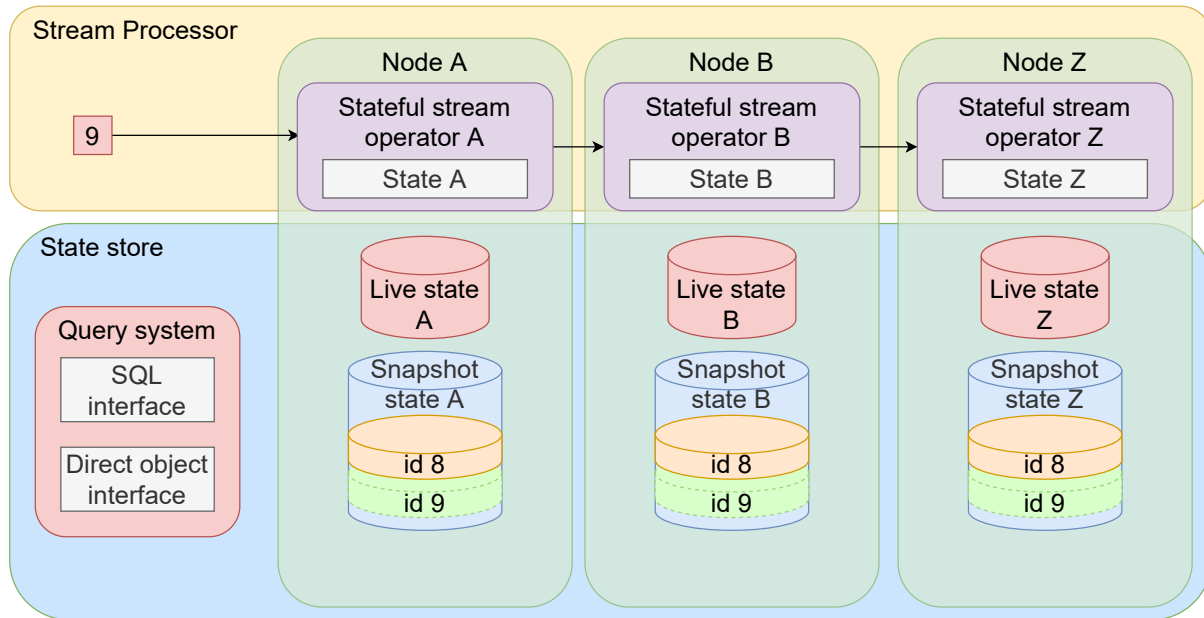 Stream Processor
Node A
Node B
Node Z
9
Stateful stream
operator A
State A
Stateful stream
operator B
State B
Stateful stream
operator Z
State Z
State store
Query system
SQL
interface
Direct object
interface
Live state
A
Snapshot
state A
id 8
id 9
Live state
B
Snapshot
state B
id 8
id 9
Live state
Z
Snapshot
state Z
id 8
id 9